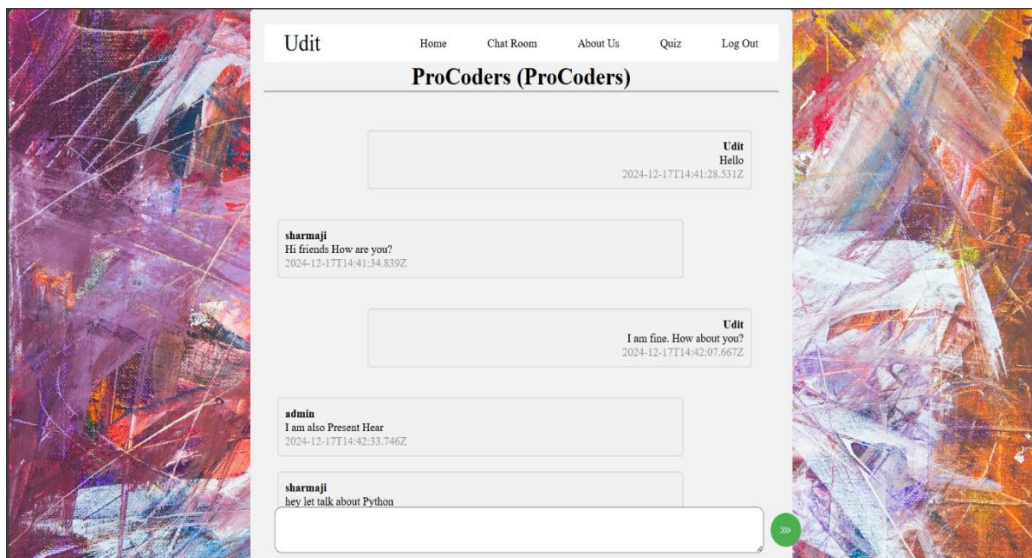 Udit Home Chat Room About Us Quiz Log Out
ProCoders (ProCoders)
Udit
Hello
2024-12-17T14:41:28.531Z
sharmaji
Hi friends How are you?
2024-12-17T14:41:34.839Z
Udit
I am fine. How about you?
2024-12-17T14:42:07.667Z
admin
I am also Present Hear
2024-12-17T14:42:33.746Z
sharmaji
hey let talk about Python